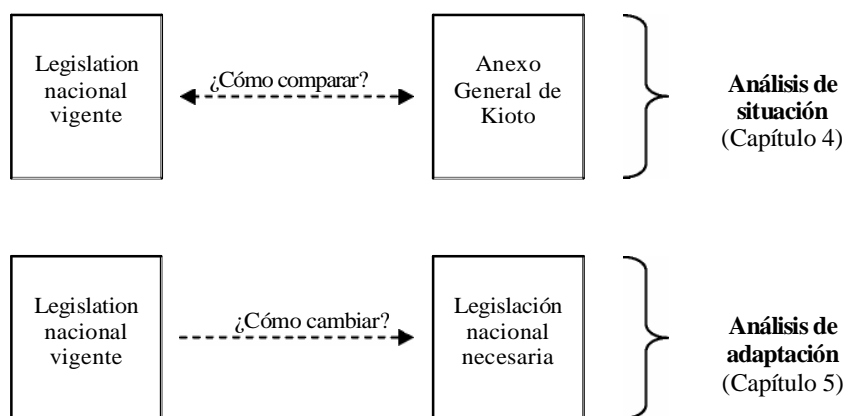 Legislation
nacional
vigente
¿Cómo comparar?
Anexo
General de
Kioto
Análisis de
situación
(Capítulo 4)
Legislation
nacional
vigente
¿Cómo cambiar?
Legislación
nacional
necesaria
Análisis de
adaptación
(Capítulo 5)